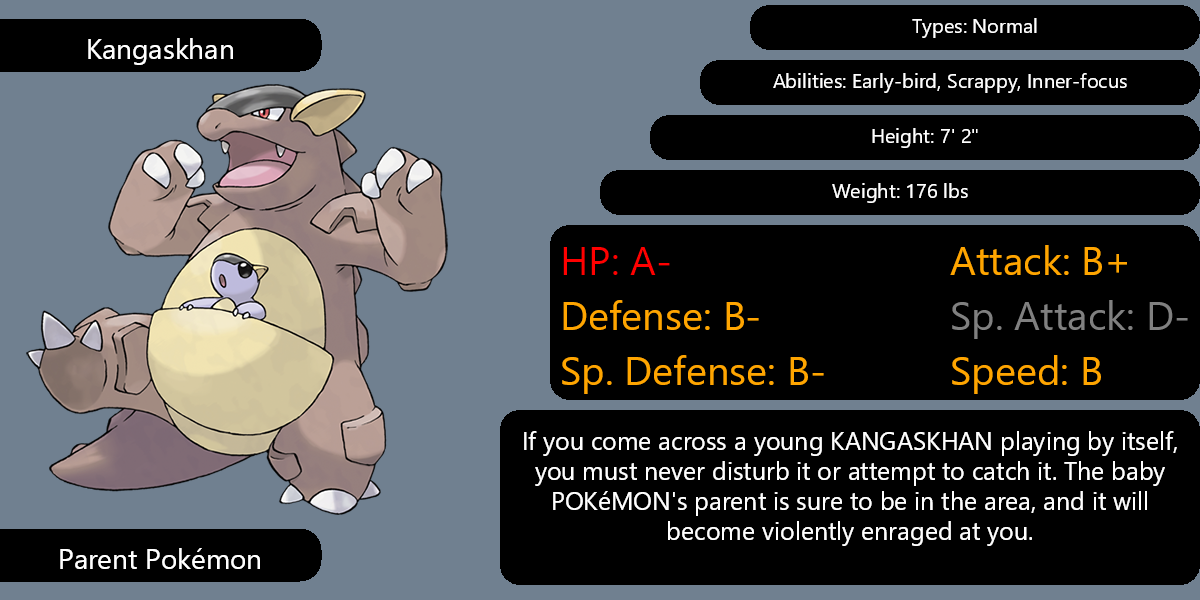 Kangaskhan
Types: Normal
Abilities: Early-bird, Scrappy, Inner-focus
Height: 7' 2"
Weight: 176 lbs
HP: A-
Attack: B+
Defense: B-
Sp. Attack: D-
Sp. Defense: B-
Speed: B
If you come across a young KANGASKHAN playing by itself,
you must never disturb it or attempt to catch it. The baby
POKéMON's parent is sure to be in the area, and it will
become violently enraged at you.
Parent Pokémon